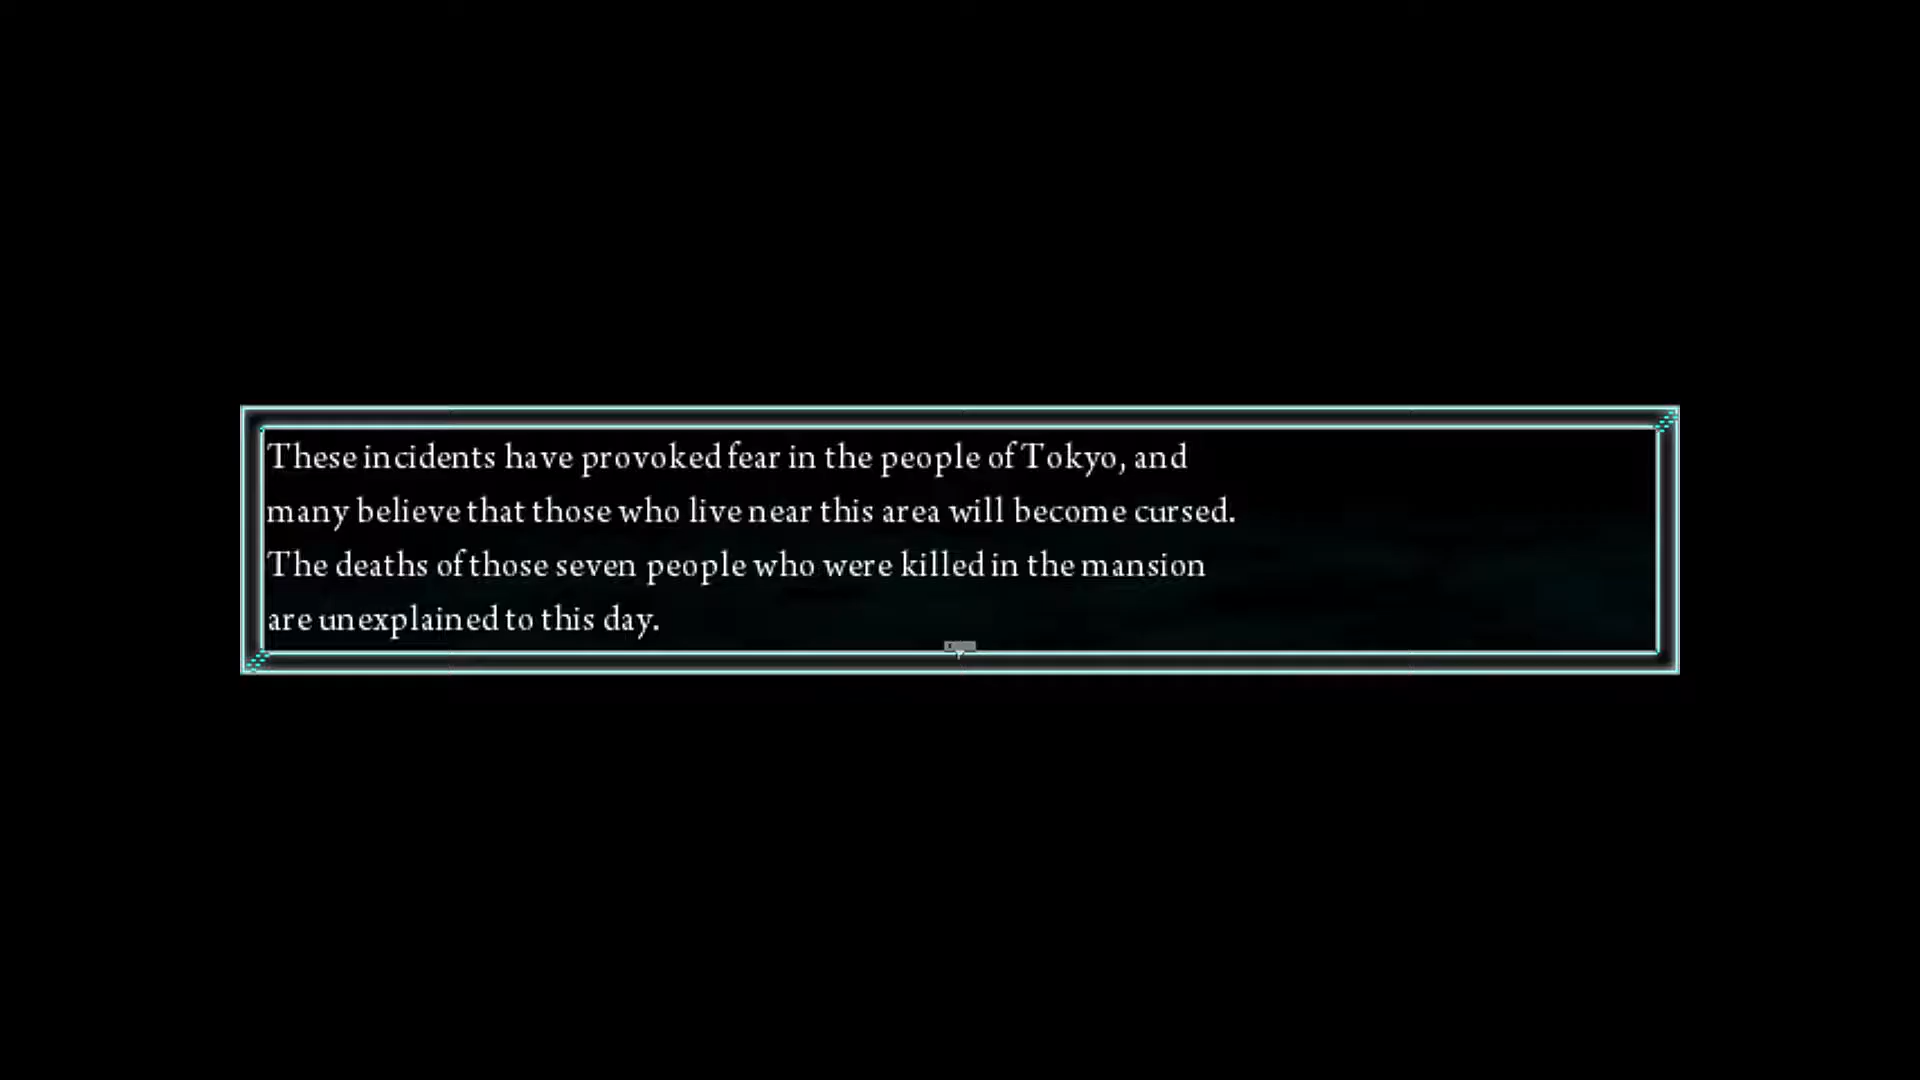 These incidents have provoked fear in the people of Tokyo, and
many believe that those who live near this area will become cursed.
The deaths of those seven people who were killed in the mansion
are unexplained to this day.